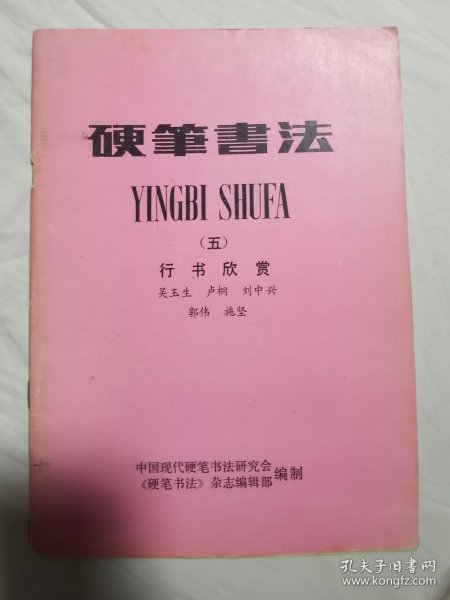 硬筆書法
YINGBI SHUFA
（五）
行书欣赏
吴玉生 卢桐 刘中兴
郭伟 施坚
中国现代硬笔书法研究会
《硬笔书法》杂志编辑部 编制
孔夫子旧书网
www.kongfz.com